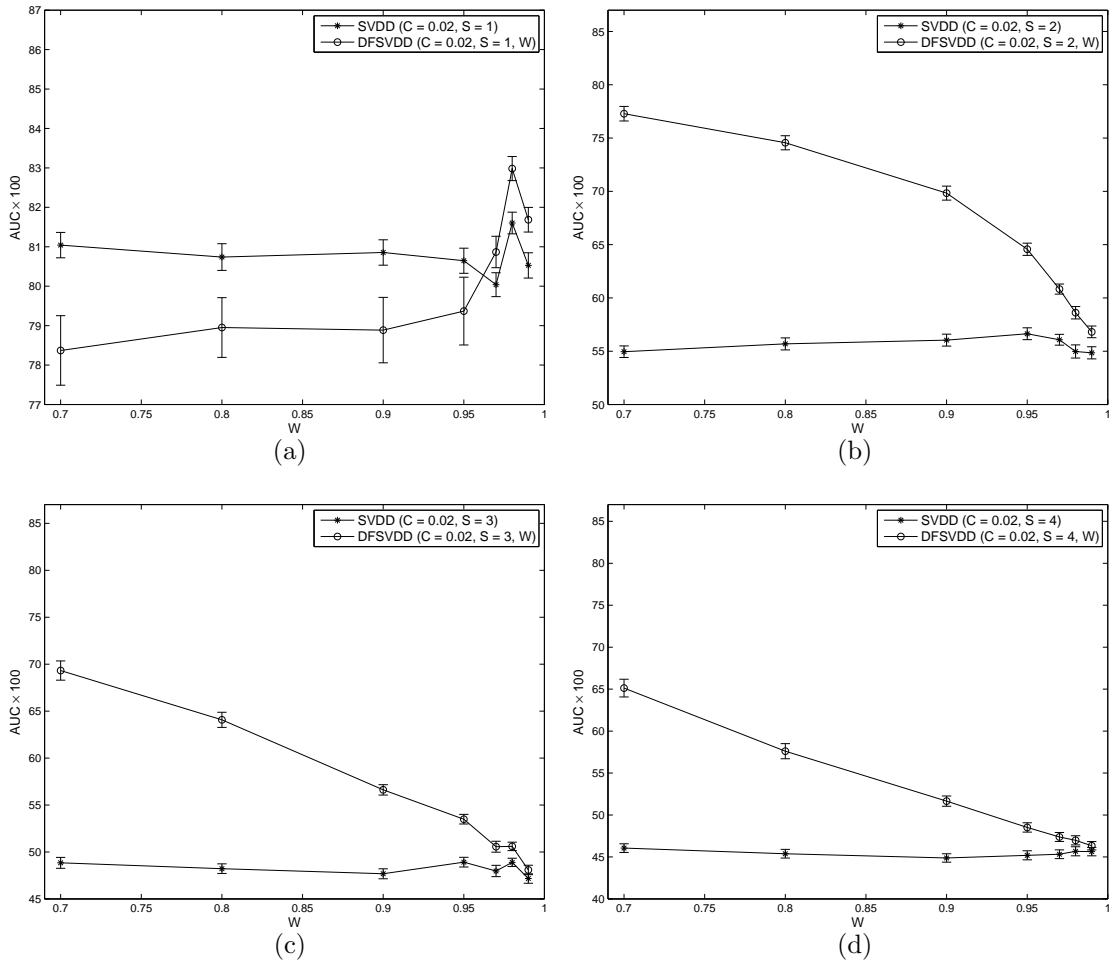 87
86
85
84
83
82
81
80
79
78
77
AUC×100
SVDD (C = 0.02, S = 1)
DFSVDD (C = 0.02, S = 1, W)
0.7 0.75 0.8 0.85 0.9 0.95 1
W
(a)
85
80
75
70
65
60
55
50
AUC×100
SVDD (C = 0.02, S = 2)
DFSVDD (C = 0.02, S = 2, W)
0.7 0.75 0.8 0.85 0.9 0.95 1
W
(b)
85
80
75
70
65
60
55
50
45
AUC×100
SVDD (C = 0.02, S = 3)
DFSVDD (C = 0.02, S = 3, W)
0.7 0.75 0.8 0.85 0.9 0.95 1
W
(c)
85
80
75
70
65
60
55
50
45
40
AUC×100
SVDD (C = 0.02, S = 4)
DFSVDD (C = 0.02, S = 4, W)
0.7 0.75 0.8 0.85 0.9 0.95 1
W
(d)